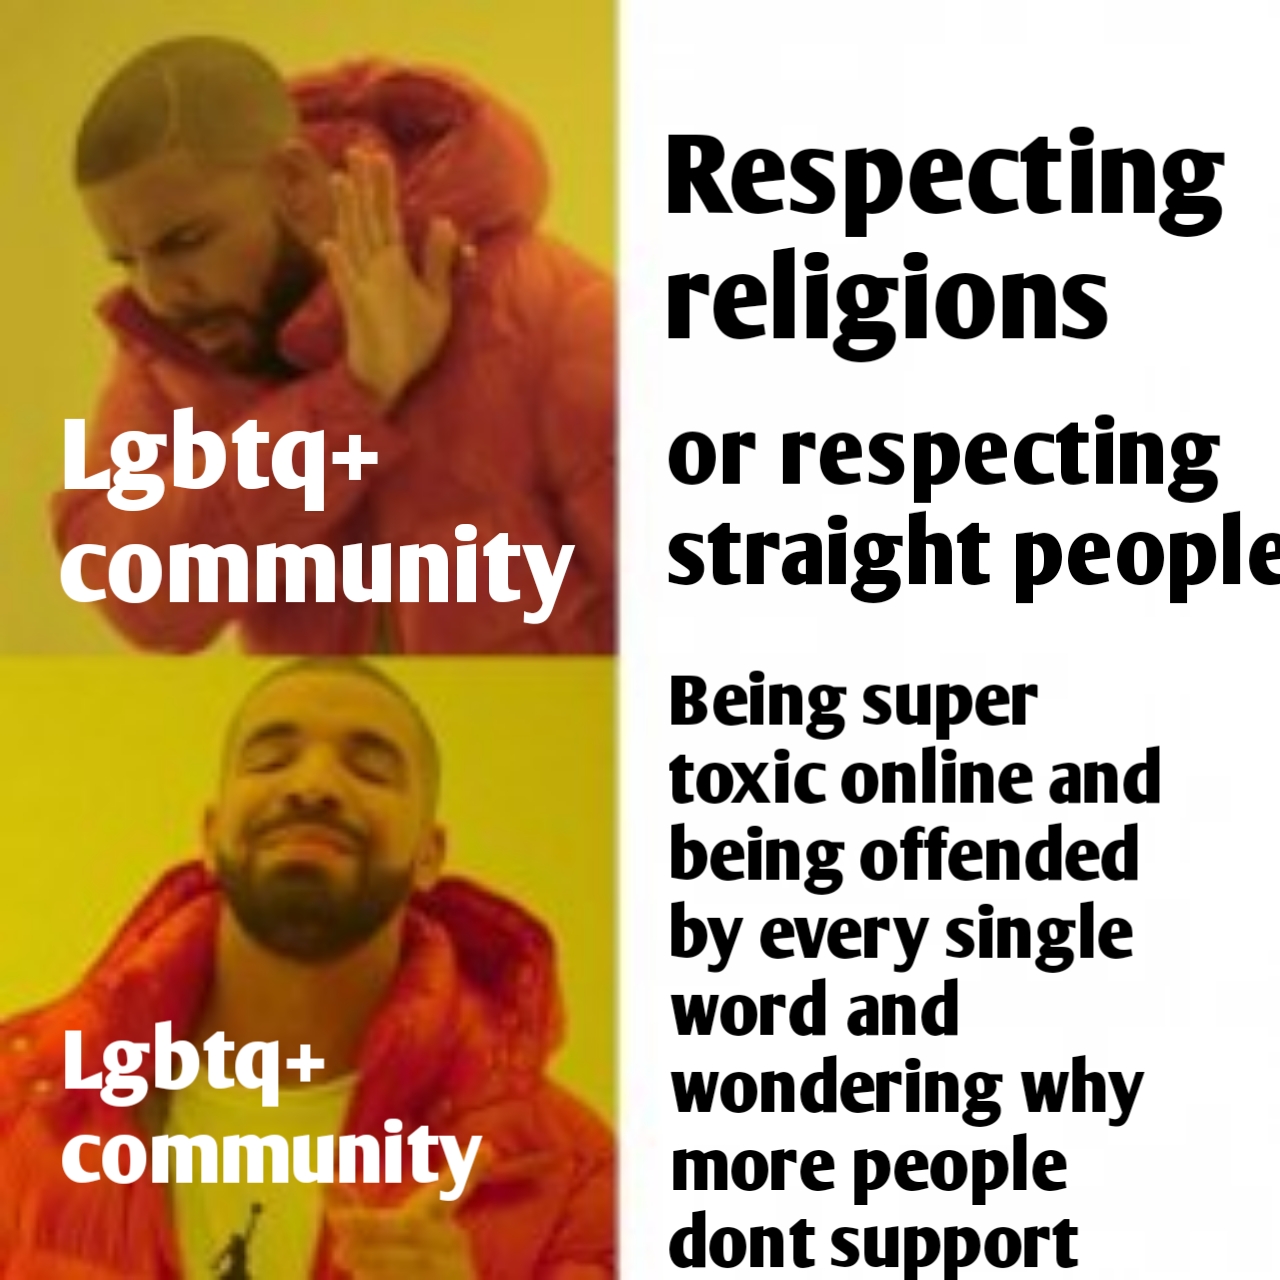 Respecting
religions
or respecting
straight people
Lgbtq+
community
Being super
toxic online and
being offended
by every single
word and
wondering why
more people
dont support
Lgbtq+
community